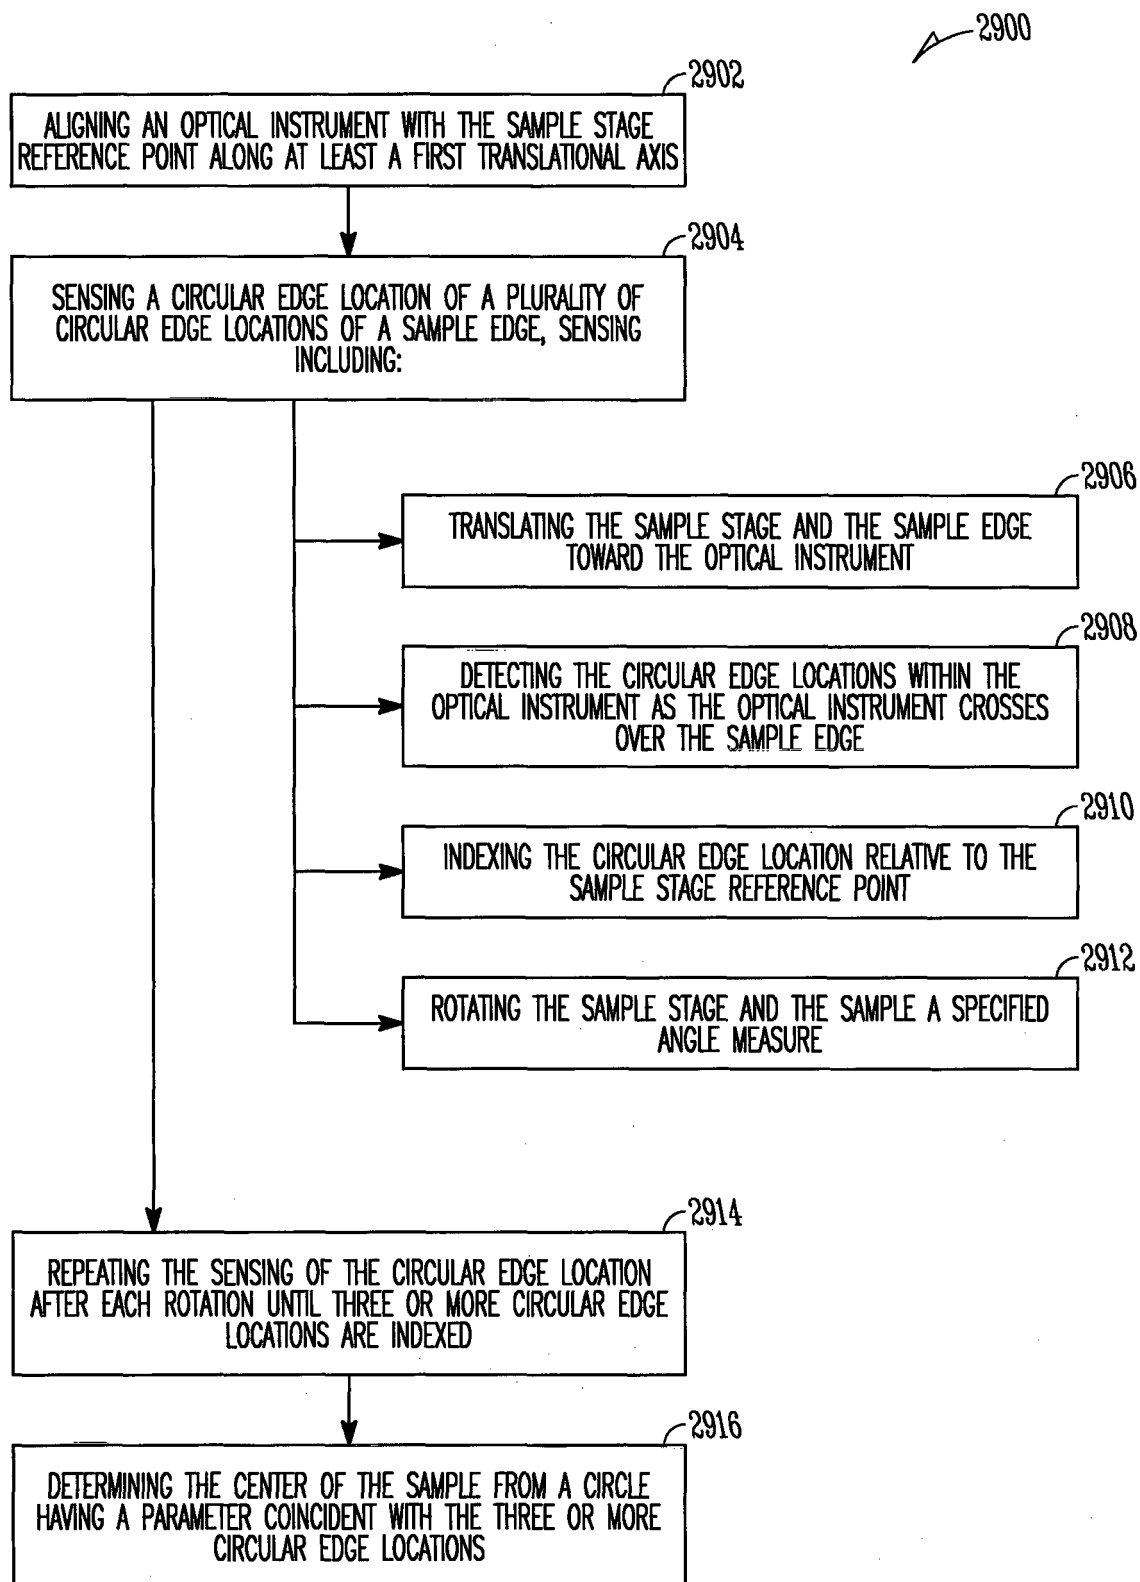 2900
2902
ALIGNING AN OPTICAL INSTRUMENT WITH THE SAMPLE STAGE
REFERENCE POINT ALONG AT LEAST A FIRST TRANSLATIONAL AXIS
2904
SENSING A CIRCULAR EDGE LOCATION OF A PLURALITY OF
CIRCULAR EDGE LOCATIONS OF A SAMPLE EDGE, SENSING
INCLUDING:
2906
TRANSLATING THE SAMPLE STAGE AND THE SAMPLE EDGE
TOWARD THE OPTICAL INSTRUMENT
2908
DETECTING THE CIRCULAR EDGE LOCATIONS WITHIN THE
OPTICAL INSTRUMENT AS THE OPTICAL INSTRUMENT CROSSES
OVER THE SAMPLE EDGE
2910
INDEXING THE CIRCULAR EDGE LOCATION RELATIVE TO THE
SAMPLE STAGE REFERENCE POINT
2912
ROTATING THE SAMPLE STAGE AND THE SAMPLE A SPECIFIED
ANGLE MEASURE
2914
REPEATING THE SENSING OF THE CIRCULAR EDGE LOCATION
AFTER EACH ROTATION UNTIL THREE OR MORE CIRCULAR EDGE
LOCATIONS ARE INDEXED
2916
DETERMINING THE CENTER OF THE SAMPLE FROM A CIRCLE
HAVING A PARAMETER COINCIDENT WITH THE THREE OR MORE
CIRCULAR EDGE LOCATIONS